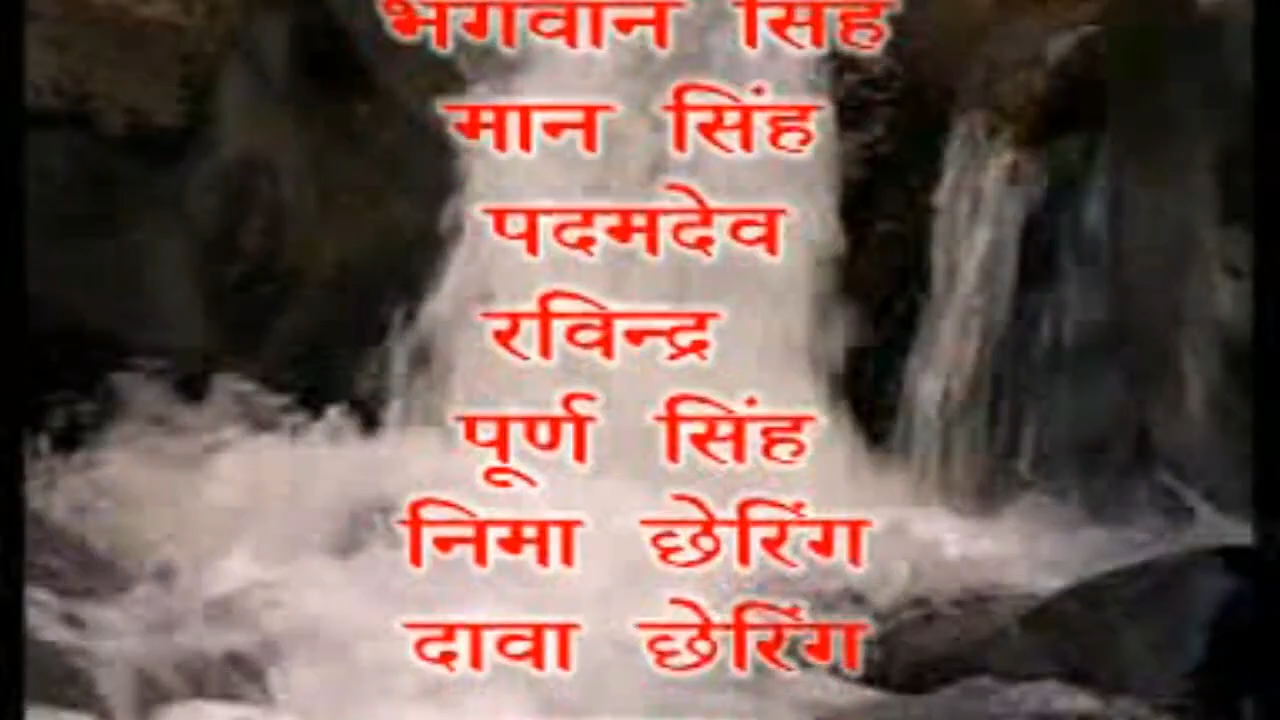 भगवान सिंह
मान सिंह
पदमदेव
रविन्द्र
पूर्ण सिंह
निमा छेरिंग
दावा छेरिंग